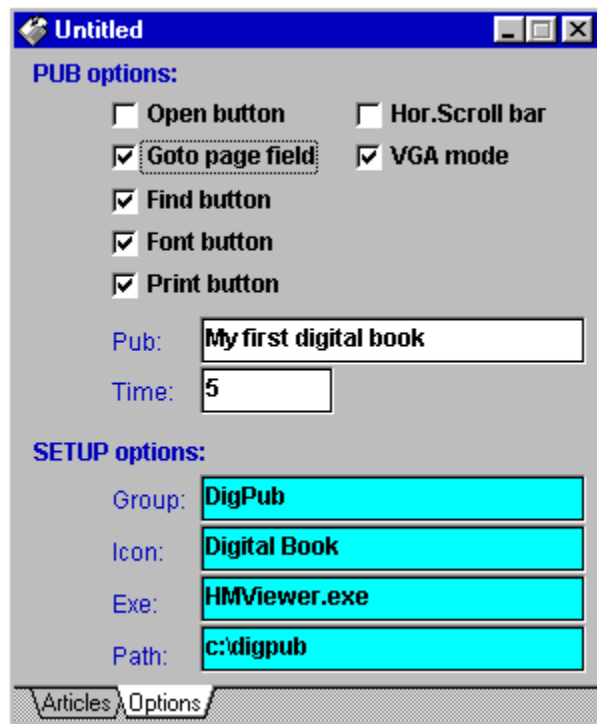 Untitled
PUB options:
Open button Hor.Scroll bar
Goto page field VGA mode
Find button
Font button
Print button
Pub: My first digital book
Time: 5
SETUP options:
Group: DigPub
Icon: Digital Book
Exe: HMViewer.exe
Path: c:\digpub
Articles Options